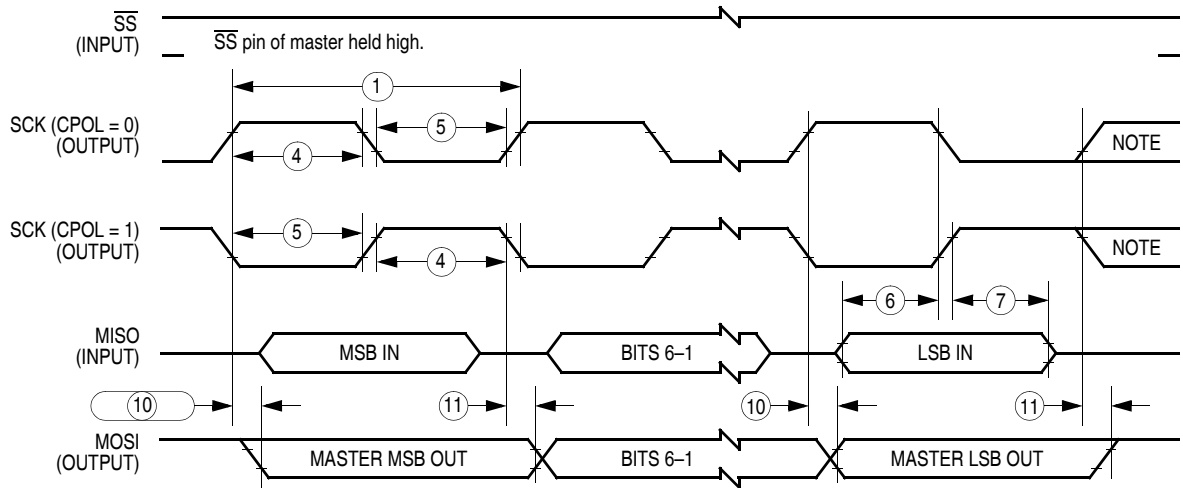 SS
(INPUT)
SS pin of master held high.
1
SCK (CPOL = 0)
(OUTPUT)
5
4
NOTE
SCK (CPOL = 1)
(OUTPUT)
5
4
NOTE
6
7
MISO
(INPUT)
MSB IN
BITS 6–1
LSB IN
10
11
10
11
MOSI
(OUTPUT)
MASTER MSB OUT
BITS 6–1
MASTER LSB OUT